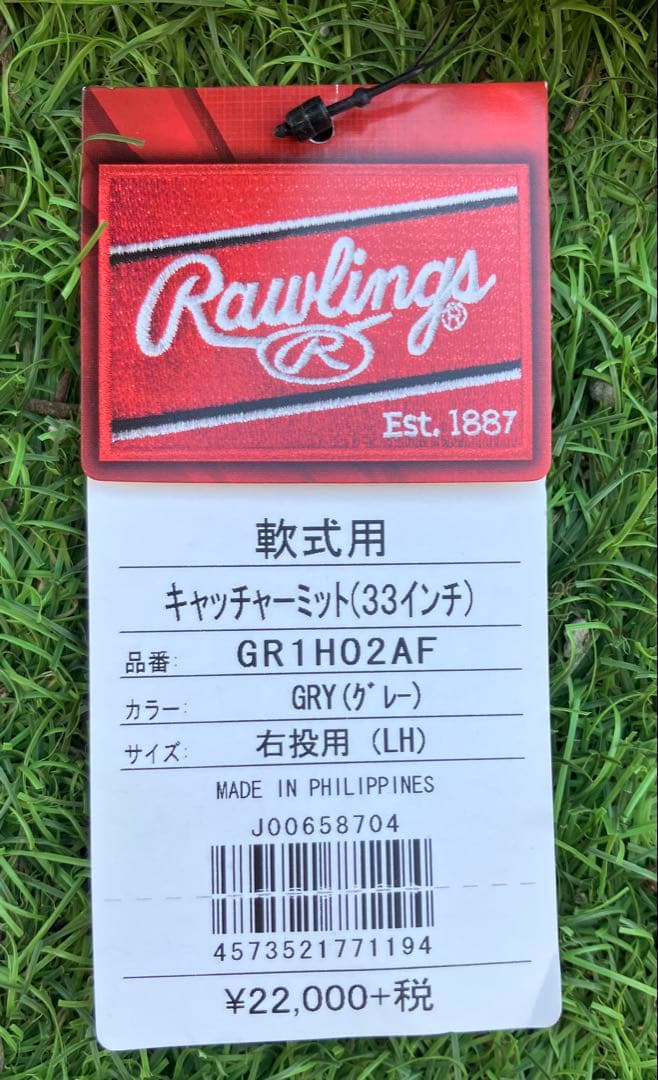 Rawlings
R
Est. 1887
軟式用
キャッチャーミット(33インチ)
品番: GR1H02AF
カラー: GRY(グレー)
サイズ: 右投用 (LH)
MADE IN PHILIPPINES
J00658704
4573521771194
¥22,000+税